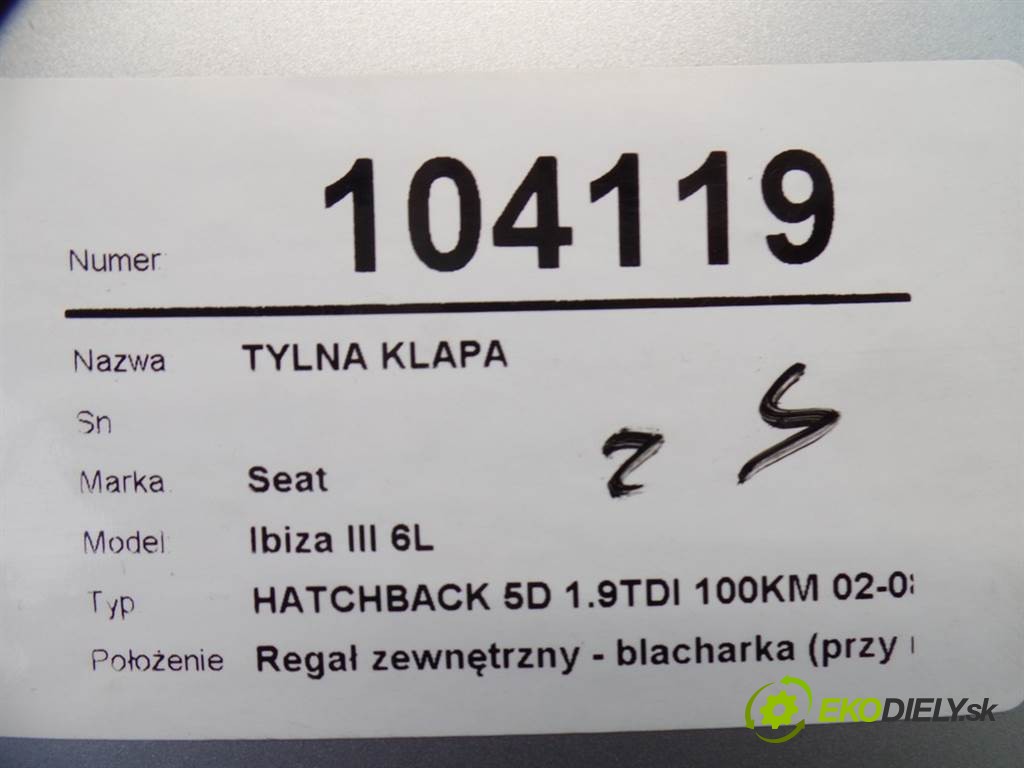 Numer: 104119
Nazwa TYLNA KLAPA
Sn
Marka Seat
Model: Ibiza III 6L
Typ HATCHBACK 5D 1.9TDI 100KM 02-0
Położenie Regał zewnętrzny - blacharka (przy
2 S
EKODIELY.sk